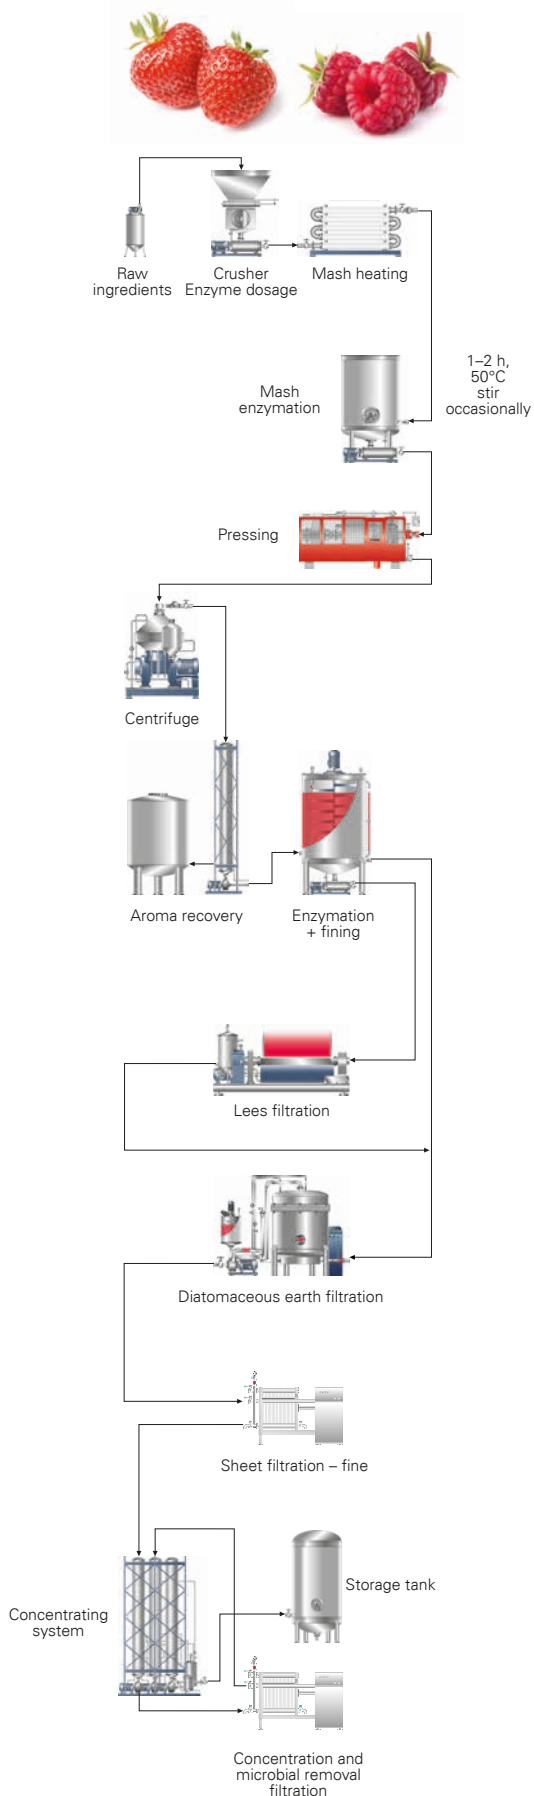 Raw
ingredients
Crusher
Enzyme dosage
Mash heating
1–2 h,
50°C
stir
occasionally
Mash
enzymation
Pressing
Centrifuge
Aroma recovery
Enzymation
+ fining
Lees filtration
Diatomaceous earth filtration
Sheet filtration – fine
Storage tank
Concentrating
system
Concentration and
microbial removal
filtration